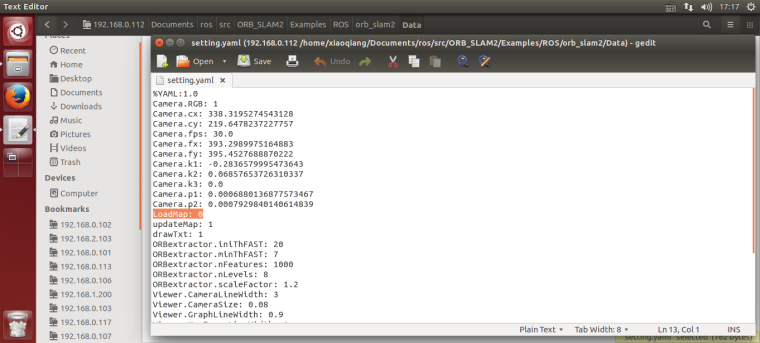 Text Editor
17:17
192.168.0.112 Documents ros src ORB_SLAM2 Examples ROS orb_slam2 Data
Places
Recent
Home
Desktop
Documents
Downloads
Music
Pictures
Videos
Trash
Devices
Computer
Bookmarks
192.168.0.102
192.168.2.103
192.168.0.101
192.168.0.113
192.168.0.106
192.168.1.200
192.168.0.103
192.168.0.117
192.168.0.107
setting.yaml (192.168.0.112 /home/xiaoqiang/Documents/ros/src/ORB_SLAM2/Examples/ROS/orb_slam2/Data) - gedit
Open Save Undo
setting.yaml
%YAML:1.0
Camera.RGB: 1
Camera.cx: 338.3195274543128
Camera.cy: 219.6478237227757
Camera.fps: 30.0
Camera.fx: 393.2989975164883
Camera.fy: 395.4527688870222
Camera.k1: -0.2836579995473643
Camera.k2: 0.06857653726310337
Camera.k3: 0.0
Camera.p1: 0.0006880136877573467
Camera.p2: 0.0007929840140614839
LoadMap: 0
updateMap: 1
drawTxt: 1
ORBextractor.iniThFAST: 20
ORBextractor.minThFAST: 7
ORBextractor.nFeatures: 1000
ORBextractor.nLevels: 8
ORBextractor.scaleFactor: 1.2
Viewer.CameraLineWidth: 3
Viewer.CameraSize: 0.08
Viewer.GraphLineWidth: 0.9
Plain Text Tab Width: 8 Ln 13, Col 1 INS
"setting.yaml" selected (762 bytes)